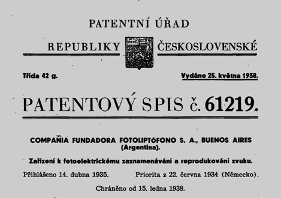 PATENTNÍ ÚŘAD
REPUBLIKY ČESKOSLOVENSKÉ
Třída 42 g. Vydáno 25. května 1938.
PATENTOVÝ SPIS č. 61219.
COMPAÑIA FUNDADORA FOTOLIPTÓFONO S. A., BUENOS AIRES
(Argentina).
Zařízení k fotoelektrickému zaznamenávání a reprodukování zvuku.
Přihlášeno 14. dubna 1935. Priorita z 22. června 1934 (Německo).
Chráněno od 15. ledna 1938.